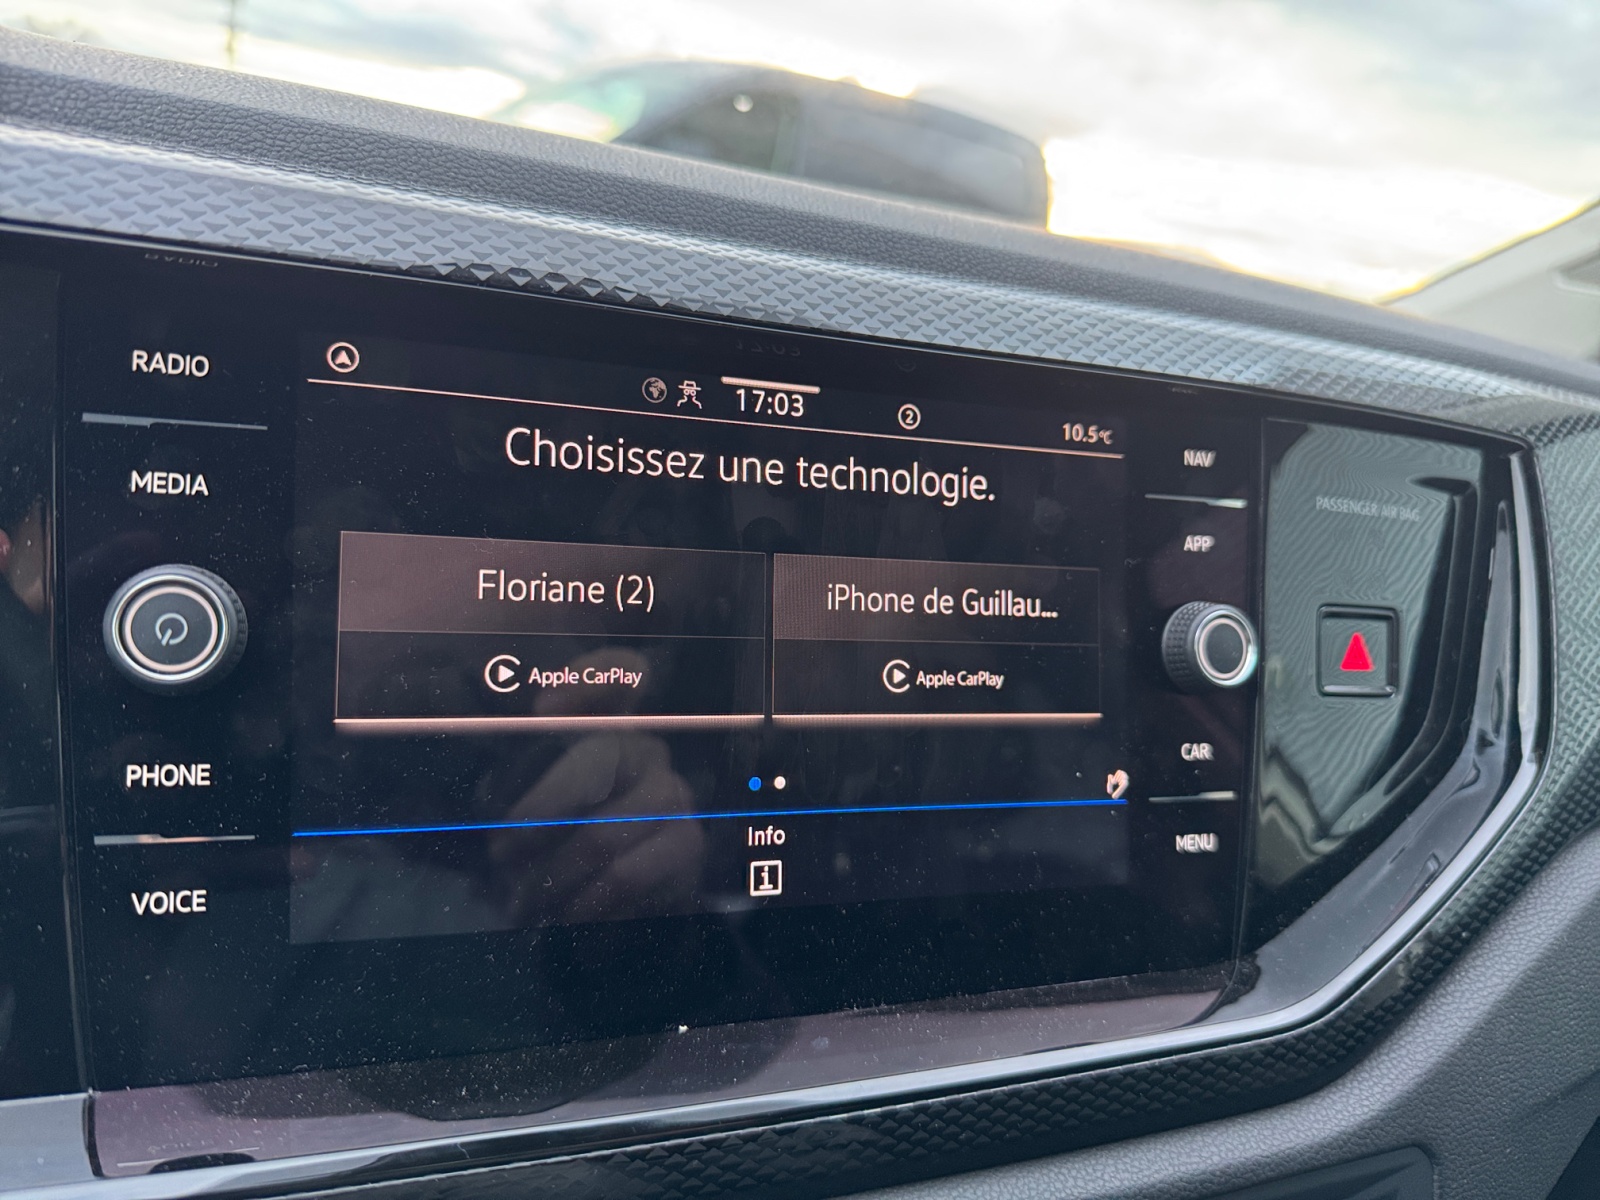 RADIO
MEDIA
PHONE
VOICE
17:03
2
10.5°C
Choisissez une technologie.
Floriane (2)
Apple CarPlay
iPhone de Guillau...
Apple CarPlay
Info
i
NAV
APP
CAR
MENU
PASSENGER AIR BAG